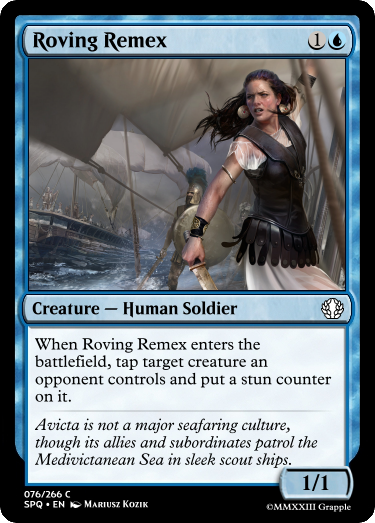 Roving Remex 1
Creature — Human Soldier
When Roving Remex enters the
battlefield, tap target creature an
opponent controls and put a stun counter
on it.
Avicta is not a major seafaring culture,
though its allies and subordinates patrol the
Medivictanean Sea in sleek scout ships.
1/1
076/266 C
SPQ • EN Mariusz Kozik
©MMXXIII Grapple